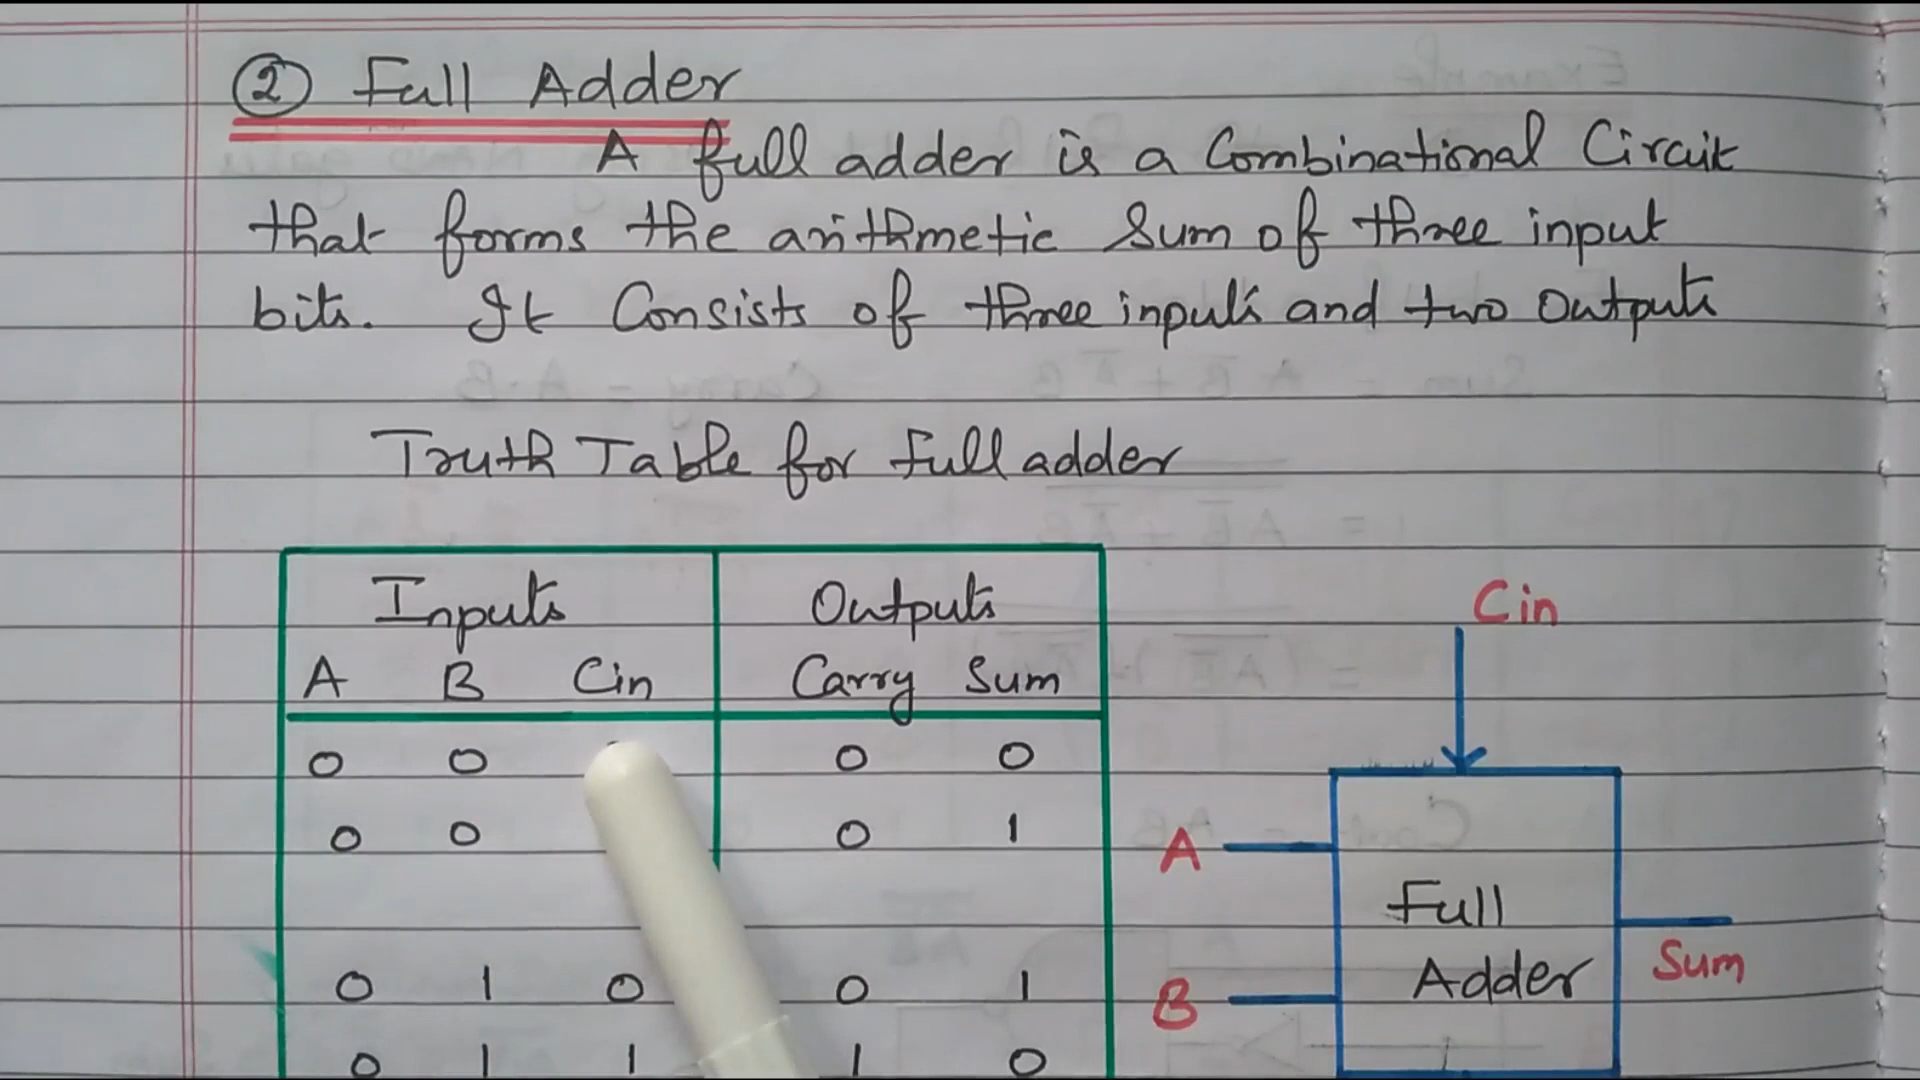 ② Full Adder
A full adder is a Combinational Circuit
that forms the arithmetic Sum of three input
bits. It Consists of three inputs and two Outputs
Truth Table for Full adder
Inputs Outputs
A B Cin Carry Sum
0 0 0 0
0 0 0 1
0 1 0 0 1
0 1 1 1 0
Cin
A
B
Full
Adder
Sum